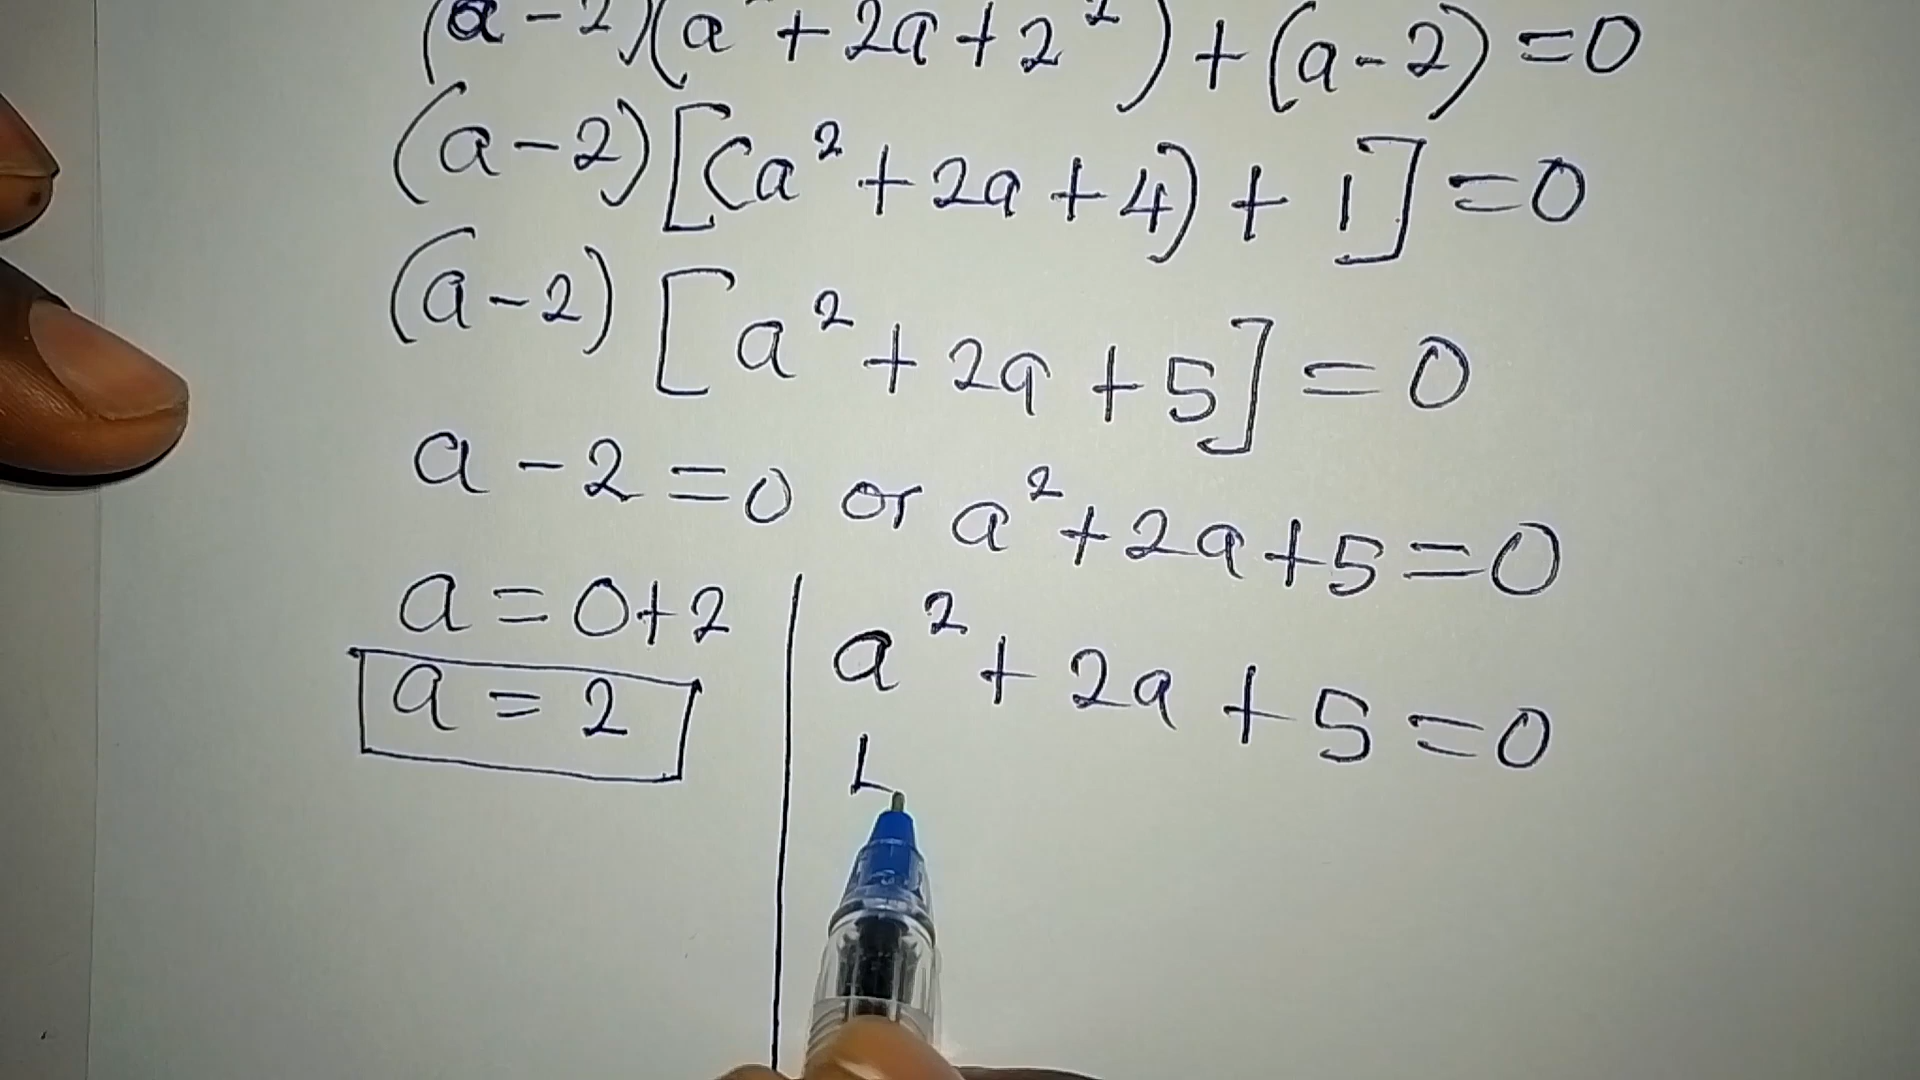 (a-2)(a²+2a+2²)+(a-2)=0
(a-2)[(a²+2a+4)+1]=0
(a-2)[a²+2a+5]=0
a-2=0 or a²+2a+5=0
a=0+2
a=2
a²+2a+5=0
L